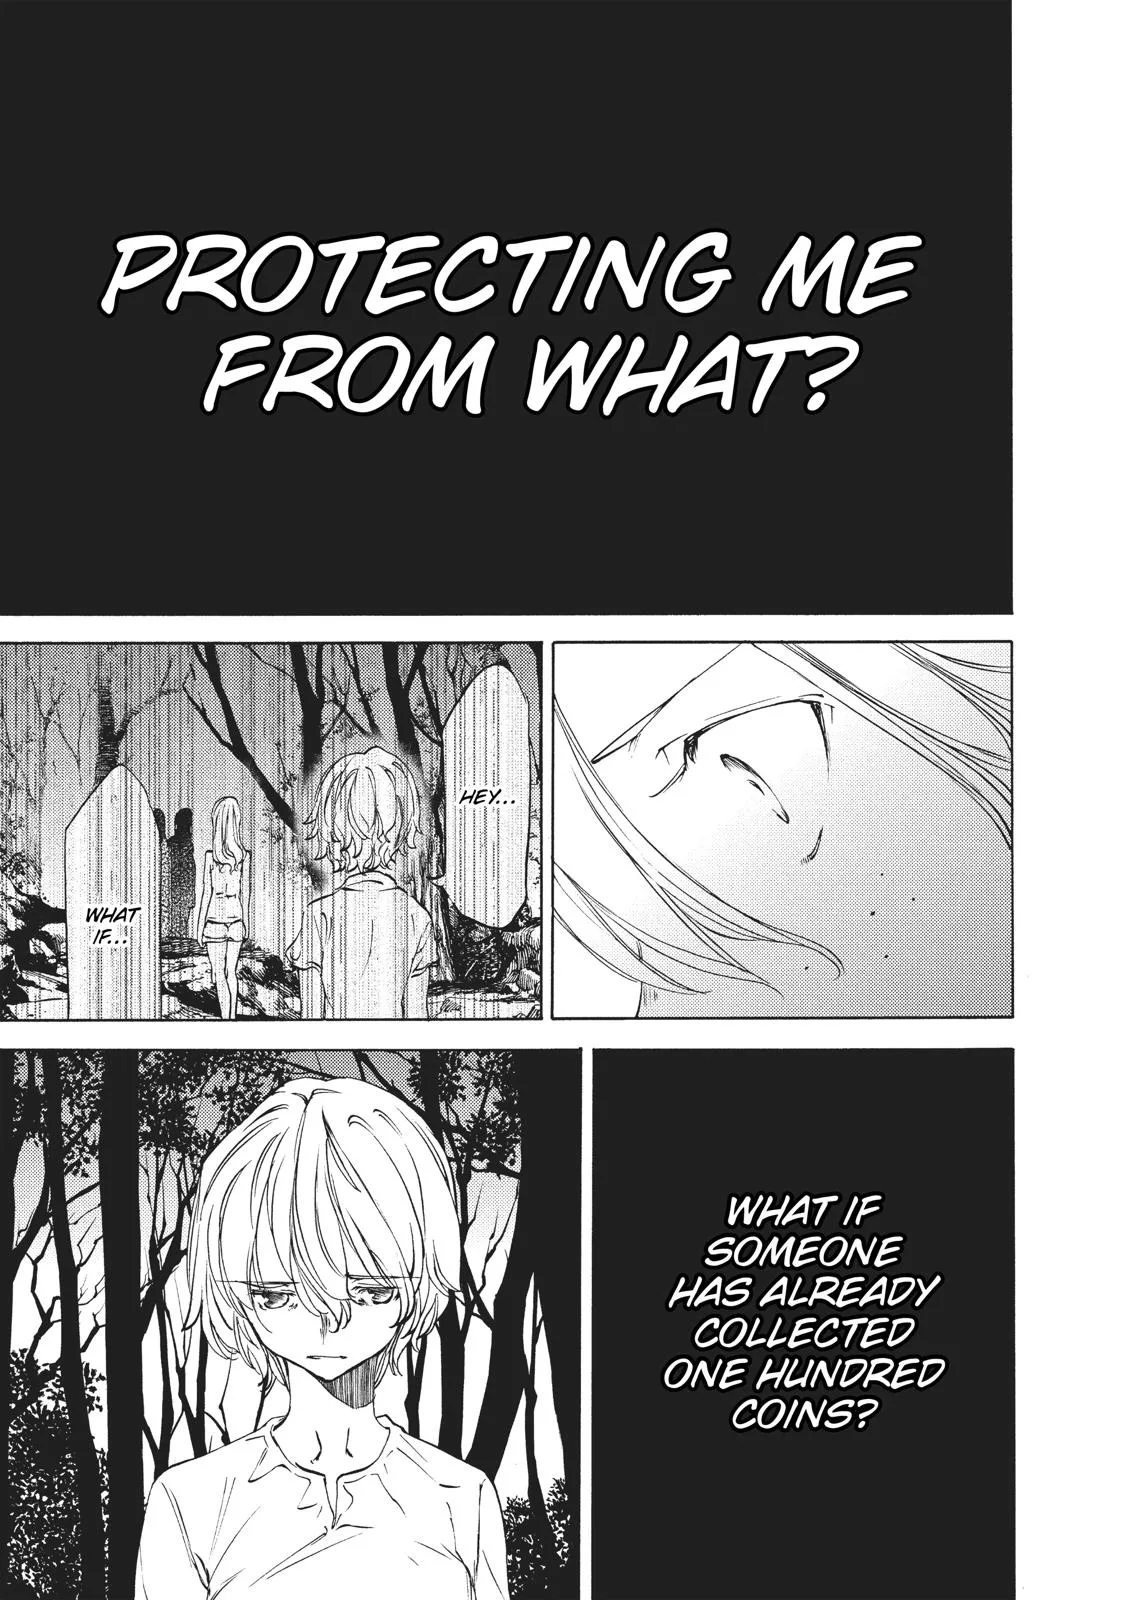 PROTECTING ME
FROM WHAT?
HEY...
WHAT
IF...
WHAT IF
SOMEONE
HAS ALREADY
COLLECTED
ONE HUNDRED
COINS?